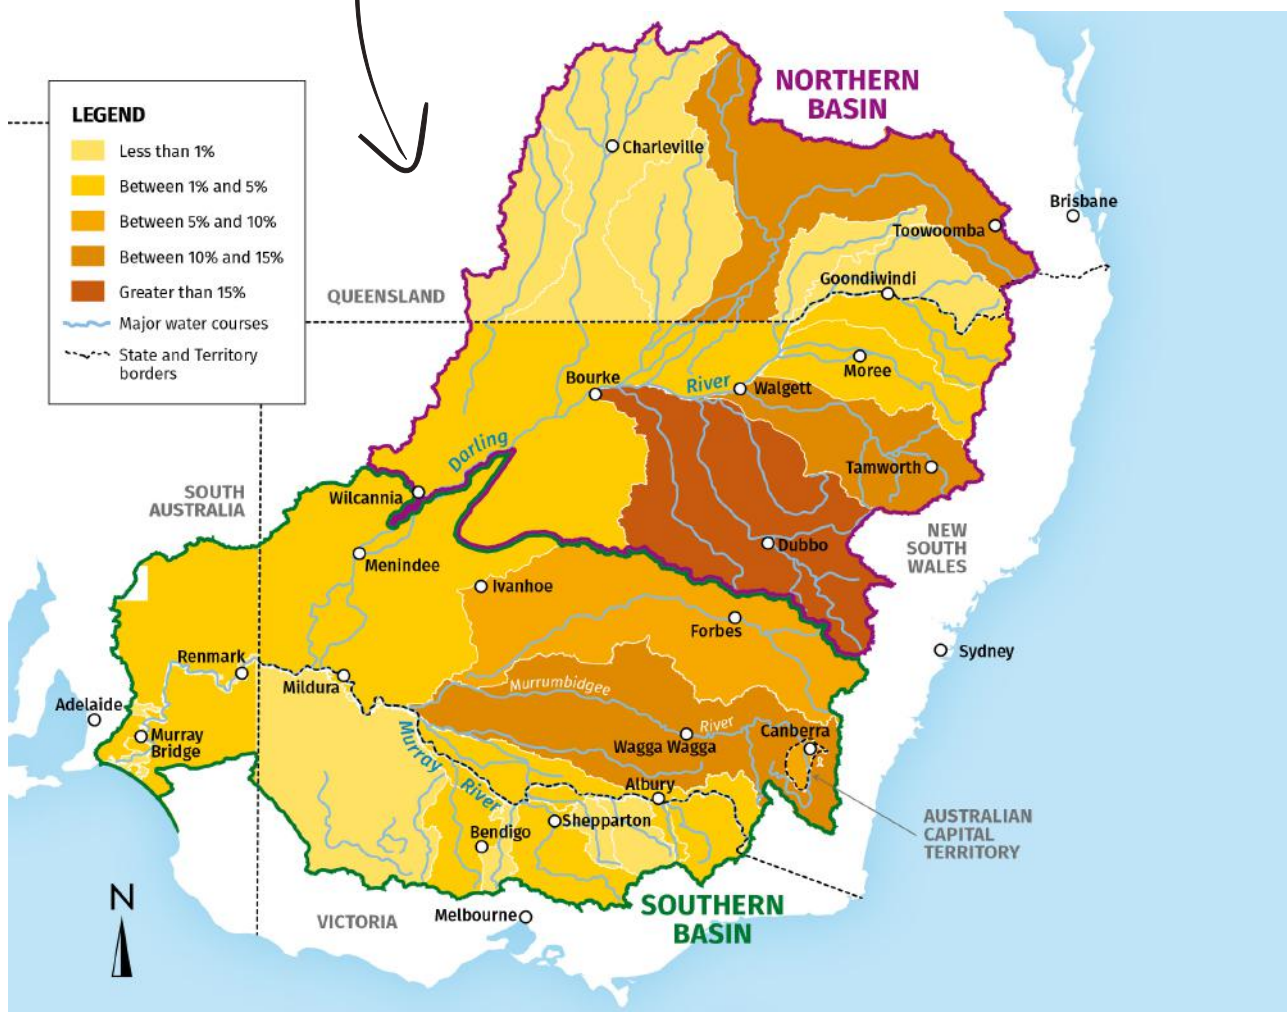 NORTHERN
BASIN
LEGEND
Less than 1%
Between 1% and 5%
Between 5% and 10%
Between 10% and 15%
Greater than 15%
Major water courses
State and Territory
borders
Charleville
Brisbane
Toowoomba
Goondiwindi
QUEENSLAND
Moree
Bourke
River
Walgett
Darling
Tamworth
SOUTH
AUSTRALIA
Wilcannia
NEW
SOUTH
WALES
Dubbo
Menindee
Ivanhoe
Forbes
Sydney
Renmark
Mildura
Murrumbidgee
River
Adelaide
Murray
Bridge
Murray
River
Wagga Wagga
Canberra
Albury
Shepparton
Bendigo
AUSTRALIAN
CAPITAL
TERRITORY
N
VICTORIA
Melbourne
SOUTHERN
BASIN